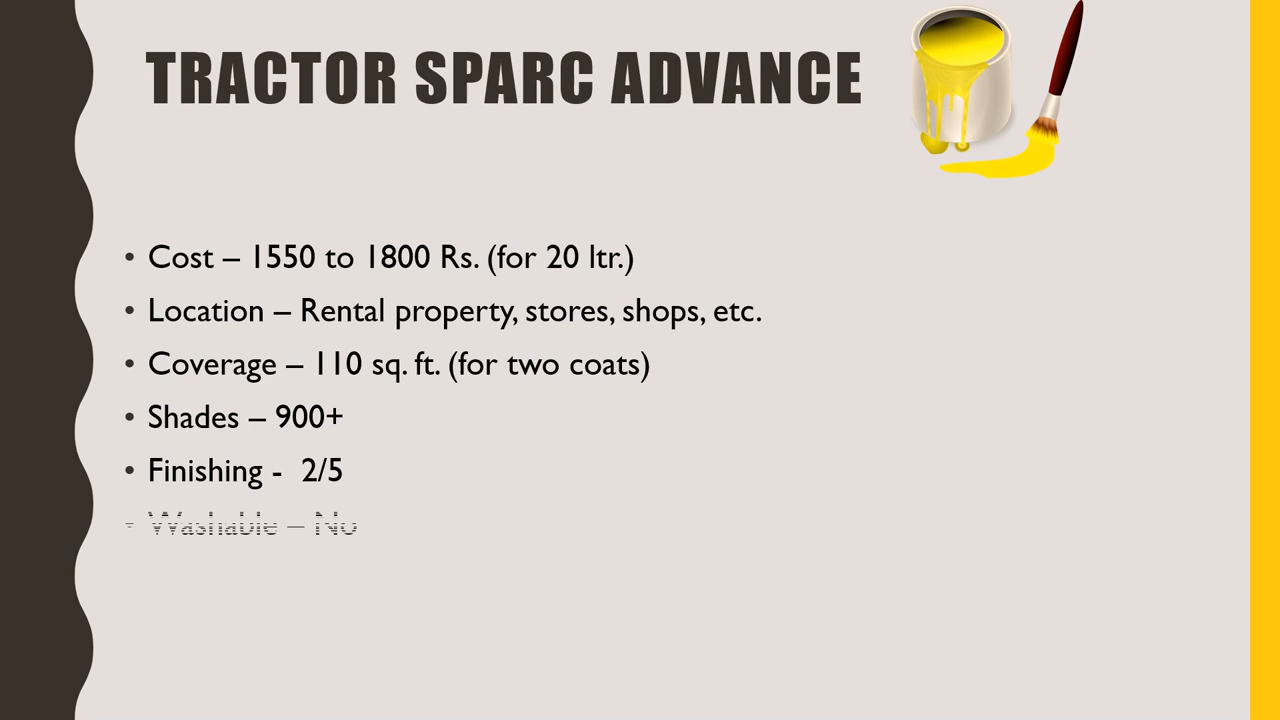 TRACTOR SPARC ADVANCE
• Cost – 1550 to 1800 Rs. (for 20 ltr.)
• Location – Rental property, stores, shops, etc.
• Coverage – 110 sq. ft. (for two coats)
• Shades – 900+
• Finishing -  2/5
• Washable – No